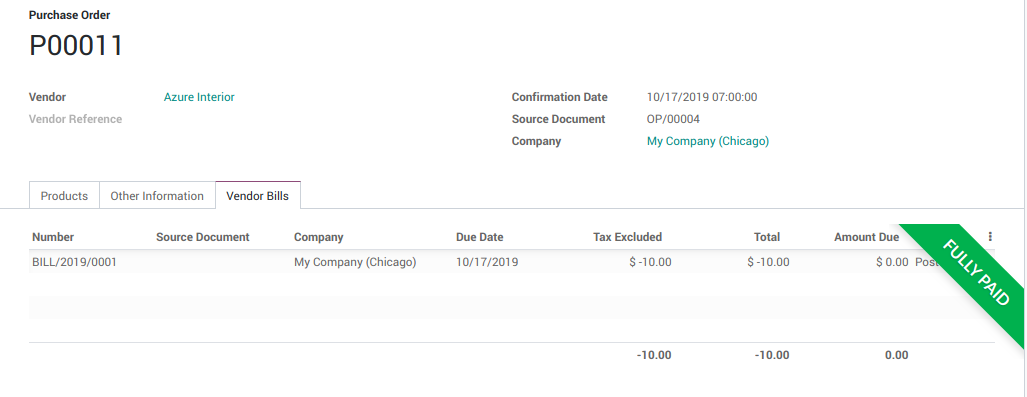 Purchase Order
P00011
Vendor Azure Interior Confirmation Date 10/17/2019 07:00:00
Vendor Reference Source Document OP/00004
Company My Company (Chicago)
Products Other Information Vendor Bills
Number Source Document Company Due Date Tax Excluded Total Amount Due
BILL/2019/0001 My Company (Chicago) 10/17/2019 $ -10.00 $ -10.00 $ 0.00
FULLY PAID
-10.00 -10.00 0.00